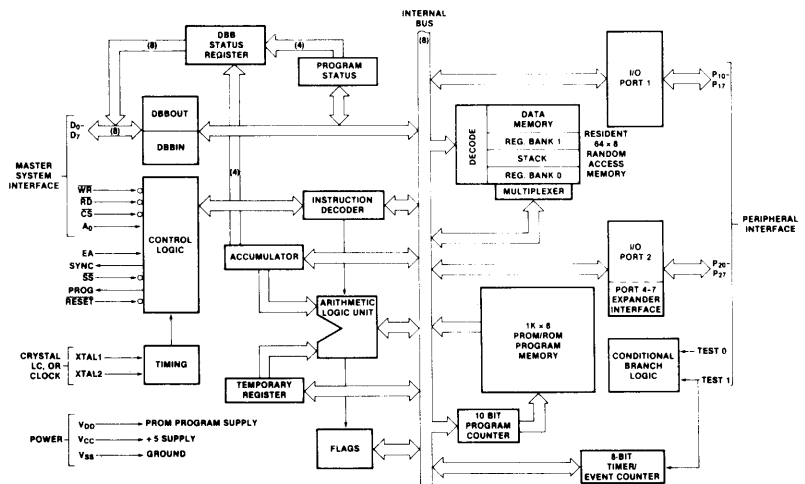 INTERNAL
BUS
(8)
(8)
DBB
STATUS
REGISTER
(4)
PROGRAM
STATUS
I/O
PORT 1
P10-
P17
D0-
D7
(8)
DBBOUT
DBBIN
DECODE
DATA
MEMORY
REG. BANK 1
STACK
REG. BANK 0
MULTIPLEXER
RESIDENT
64 × 8
RANDOM
ACCESS
MEMORY
MASTER
SYSTEM
INTERFACE
(4)
WR
RD
CS
A0
EA
SYNC
SS
PROG
RESET
CONTROL
LOGIC
INSTRUCTION
DECODER
ACCUMULATOR
PERIPHERAL
INTERFACE
I/O
PORT 2
PORT 4-7
EXPANDER
INTERFACE
P20-
P27
ARITHMETIC
LOGIC UNIT
1K × 8
PROM/ROM
PROGRAM
MEMORY
CONDITIONAL
BRANCH
LOGIC
TEST 0
TEST 1
CRYSTAL
LC, OR
CLOCK
XTAL1
XTAL2
TIMING
TEMPORARY
REGISTER
10 BIT
PROGRAM
COUNTER
POWER
VDD PROM PROGRAM SUPPLY
VCC + 5 SUPPLY
VSS GROUND
FLAGS
8-BIT
TIMER/
EVENT COUNTER